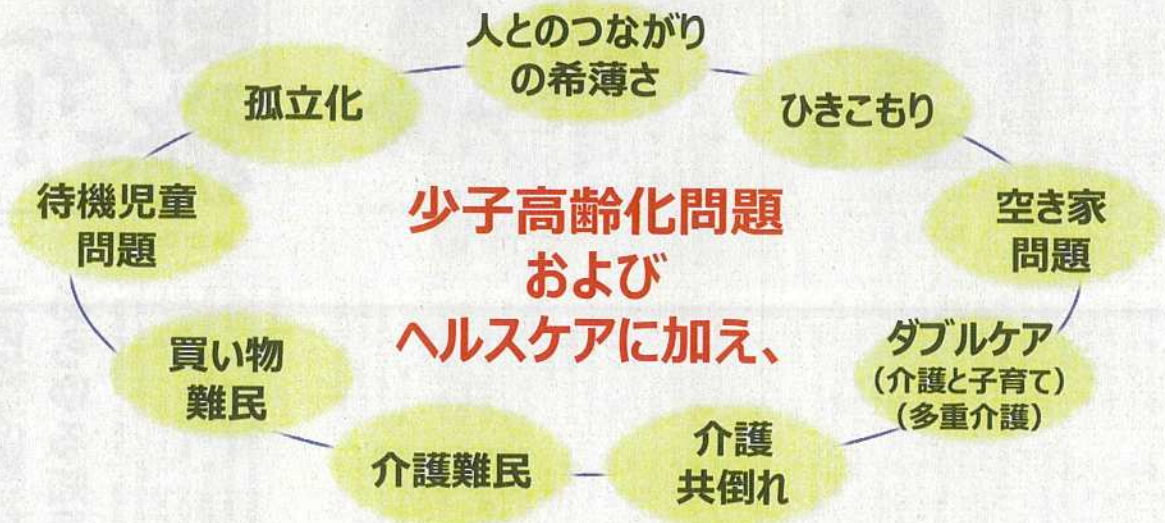 人とのつながり
の希薄さ
孤立化
ひきこもり
待機児童
問題
少子高齢化問題
および
ヘルスケアに加え、
空き家
問題
買い物
難民
ダブルケア
(介護と子育て)
(多重介護)
介護難民
介護
共倒れ